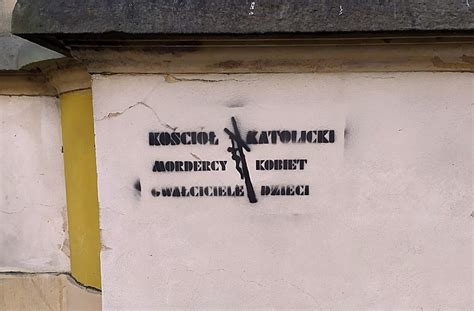 KOŚCIÓŁ KATOLICKI
MORDERCY KOBIET
GWAŁCICIELE DZIECI